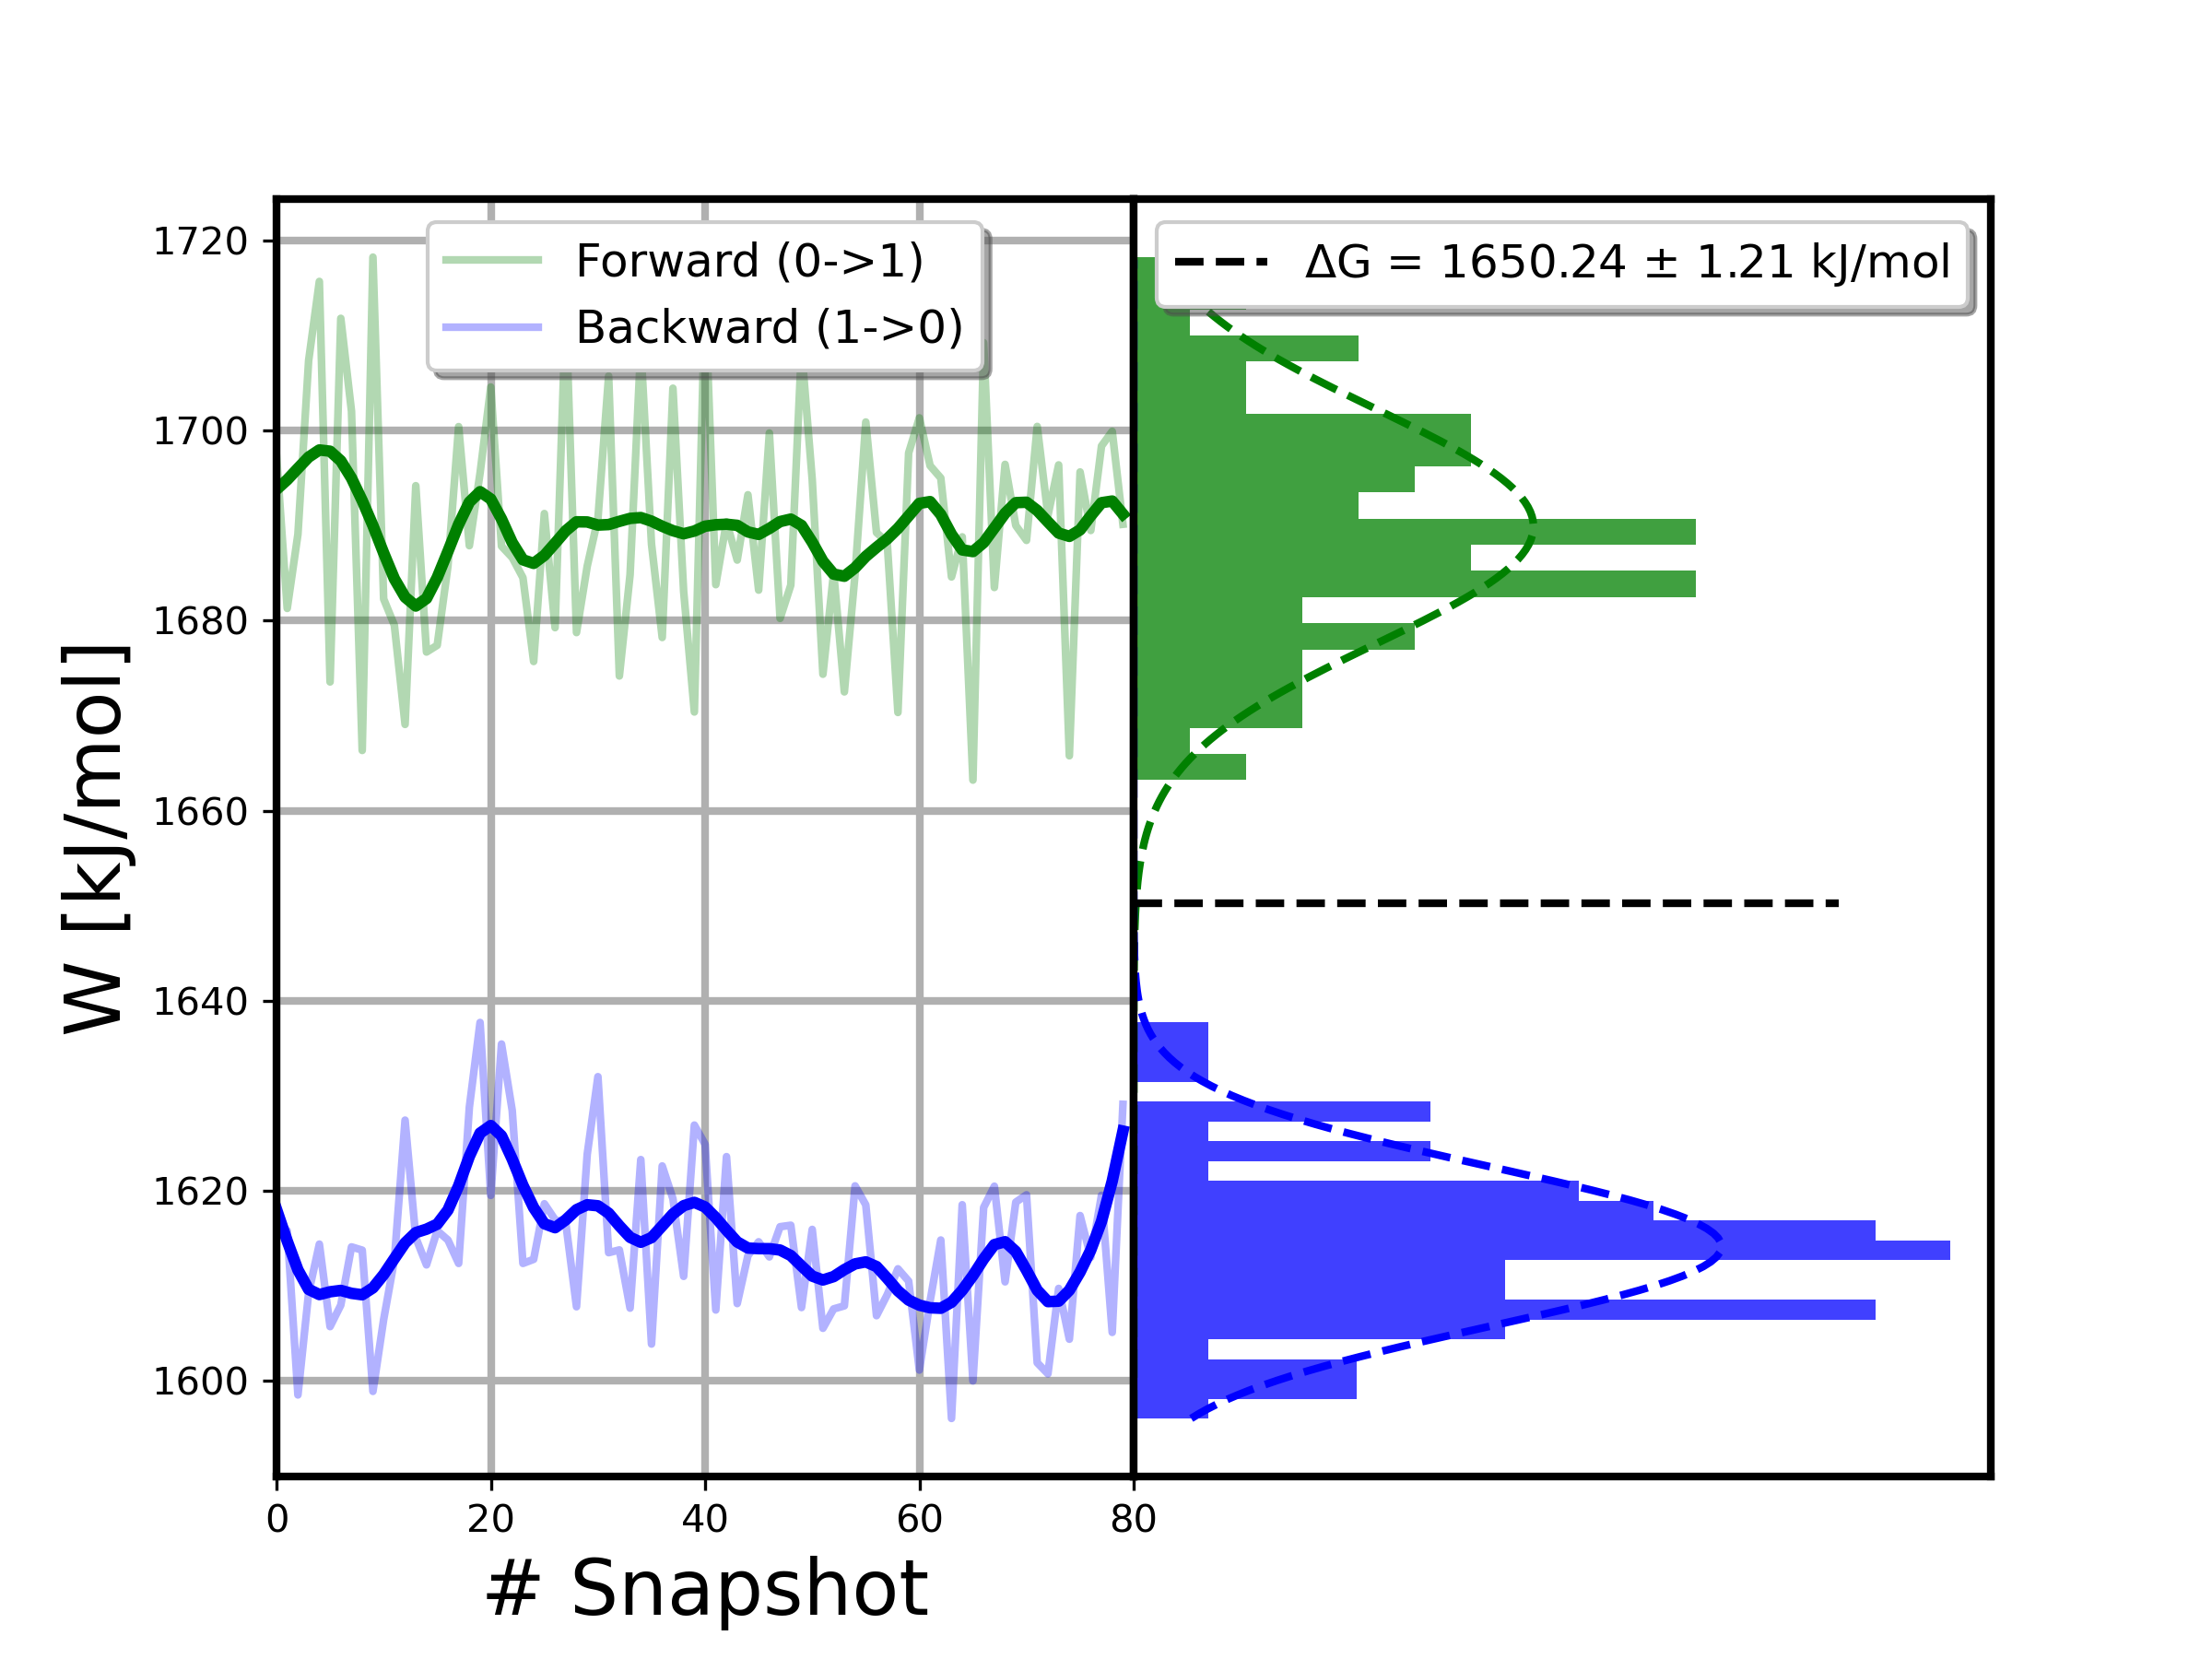 Forward (0->1)
Backward (1->0)
ΔG = 1650.24 ± 1.21 kJ/mol
W [kJ/mol]
1720
1700
1680
1660
1640
1620
1600
0 20 40 60 80
# Snapshot